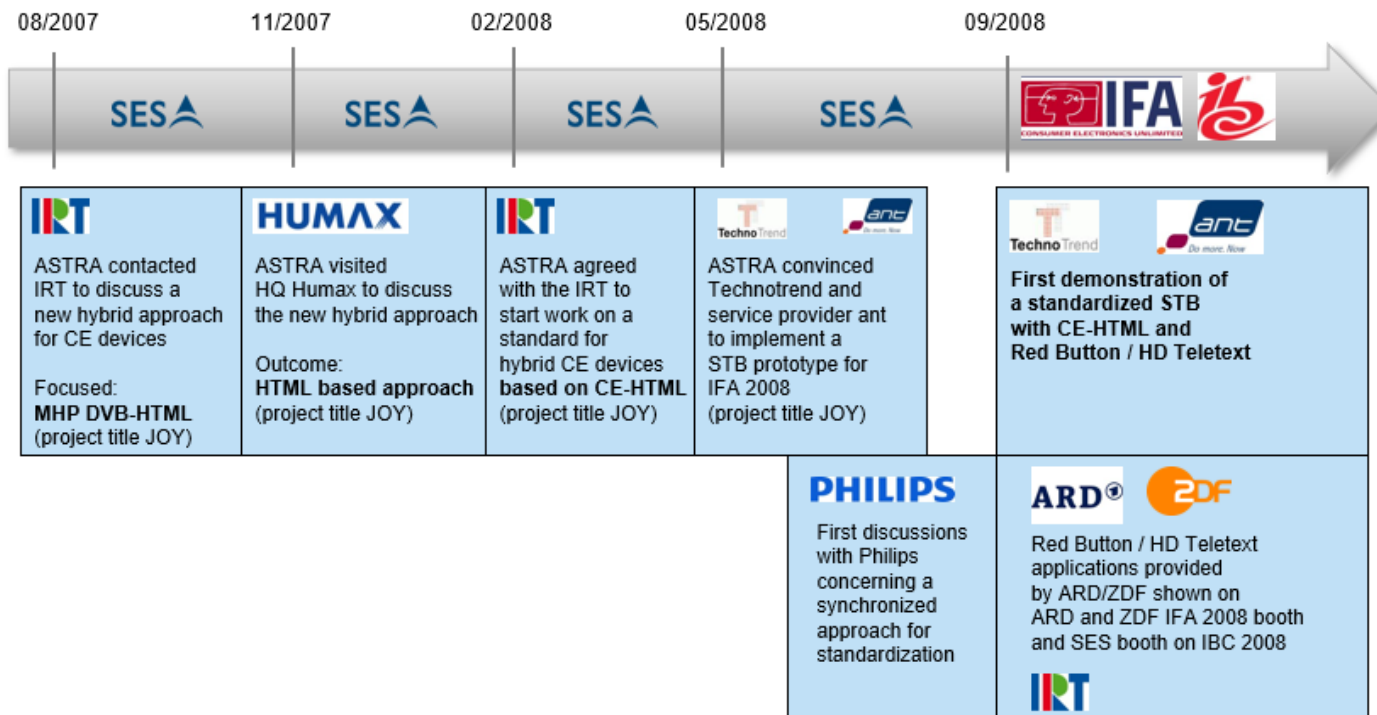 08/2007
11/2007
02/2008
05/2008
09/2008
SES
SES
SES
SES
IFA
CONSUMER ELECTRONICS UNLIMITED
ib
IRT
ASTRA contacted
IRT to discuss a
new hybrid approach
for CE devices
Focused:
MHP DVB-HTML
(project title JOY)
HUMAX
ASTRA visited
HQ Humax to discuss
the new hybrid approach
Outcome:
HTML based approach
(project title JOY)
IRT
ASTRA agreed
with the IRT to
start work on a
standard for
hybrid CE devices
based on CE-HTML
(project title JOY)
TechnoTrend
ant
Do more. Now
ASTRA convinced
Technotrend and
service provider ant
to implement a
STB prototype for
IFA 2008
(project title JOY)
TechnoTrend
ant
Do more. Now
First demonstration of
a standardized STB
with CE-HTML and
Red Button / HD Teletext
PHILIPS
First discussions
with Philips
concerning a
synchronized
approach for
standardization
ARD
ZDF
Red Button / HD Teletext
applications provided
by ARD/ZDF shown on
ARD and ZDF IFA 2008 booth
and SES booth on IBC 2008
IRT